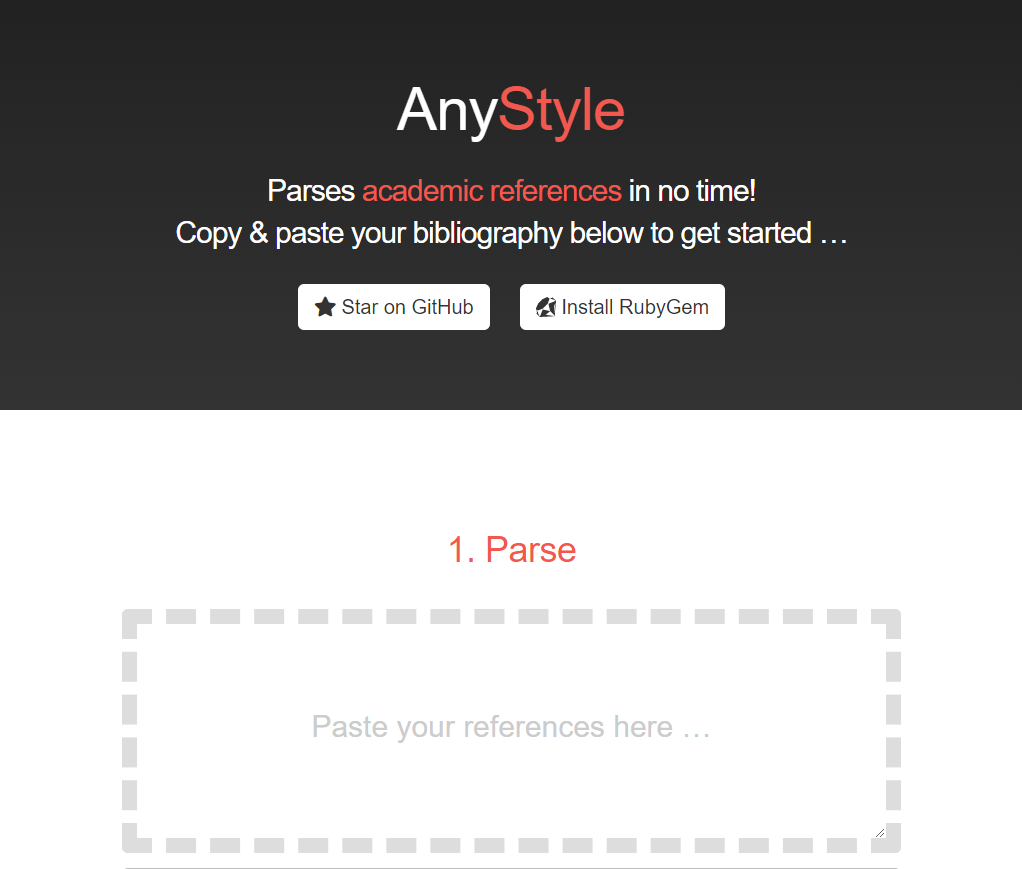 AnyStyle
Parses academic references in no time!
Copy & paste your bibliography below to get started …
Star on GitHub
Install RubyGem
1. Parse
Paste your references here …